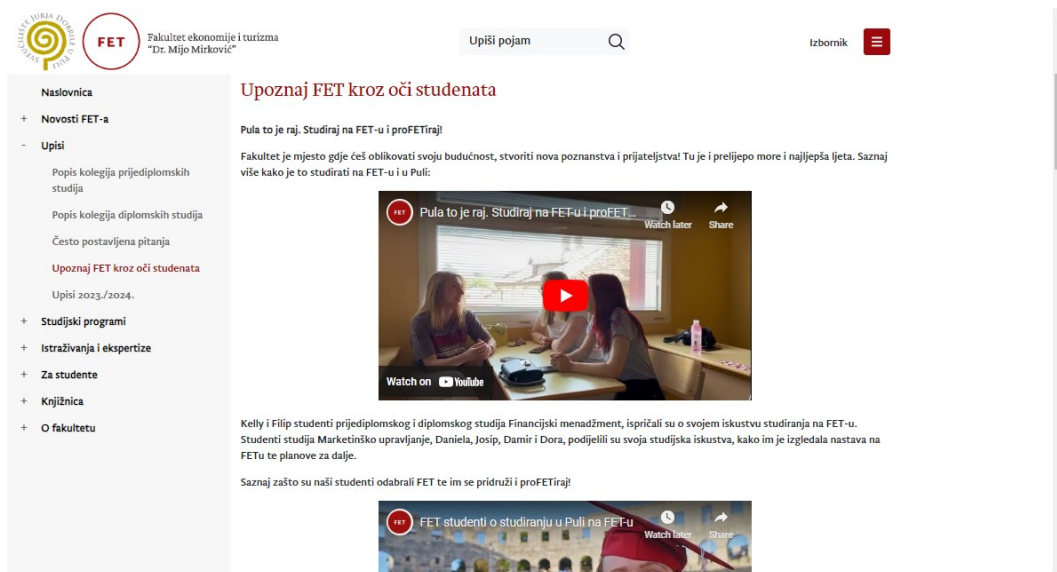 SVEUČILIŠTE JURJA DOBRILE U PULI
FET
Fakultet ekonomije i turizma
"Dr. Mijo Mirković"
Upiši pojam
Izbornik
Naslovnica
+ Novosti FET-a
- Upisi
Popis kolegija prijediplomskih
studija
Popis kolegija diplomskih studija
Često postavljena pitanja
Upoznaj FET kroz oči studenata
Upisi 2023./2024.
+ Studijski programi
+ Istraživanja i ekspertize
+ Za studente
+ Knjižnica
+ O fakultetu
Upoznaj FET kroz oči studenata
Pula to je raj. Studiraj na FET-u i proFETiraj!
Fakultet je mjesto gdje ćeš oblikovati svoju budućnost, stvoriti nova poznanstva i prijateljstva! Tu je i prelijepo more i najljepša ljeta. Saznaj
više kako je to studirati na FET-u i u Puli:
FET
Pula to je raj. Studiraj na FET-u i proFET...
Watch later
Share
Watch on YouTube
Kelly i Filip studenti prijediplomskog i diplomskog studija Financijski menadžment, ispričali su o svojem iskustvu studiranja na FET-u.
Studenti studija Marketinško upravljanje, Daniela, Josip, Damir i Dora, podijelili su svoja studijska iskustva, kako im je izgledala nastava na
FETu te planove za dalje.
Saznaj zašto su naši studenti odabrali FET te im se pridruži i proFETiraj!
FET
FET studenti o studiranju u Puli na FET-u
Watch later
Share